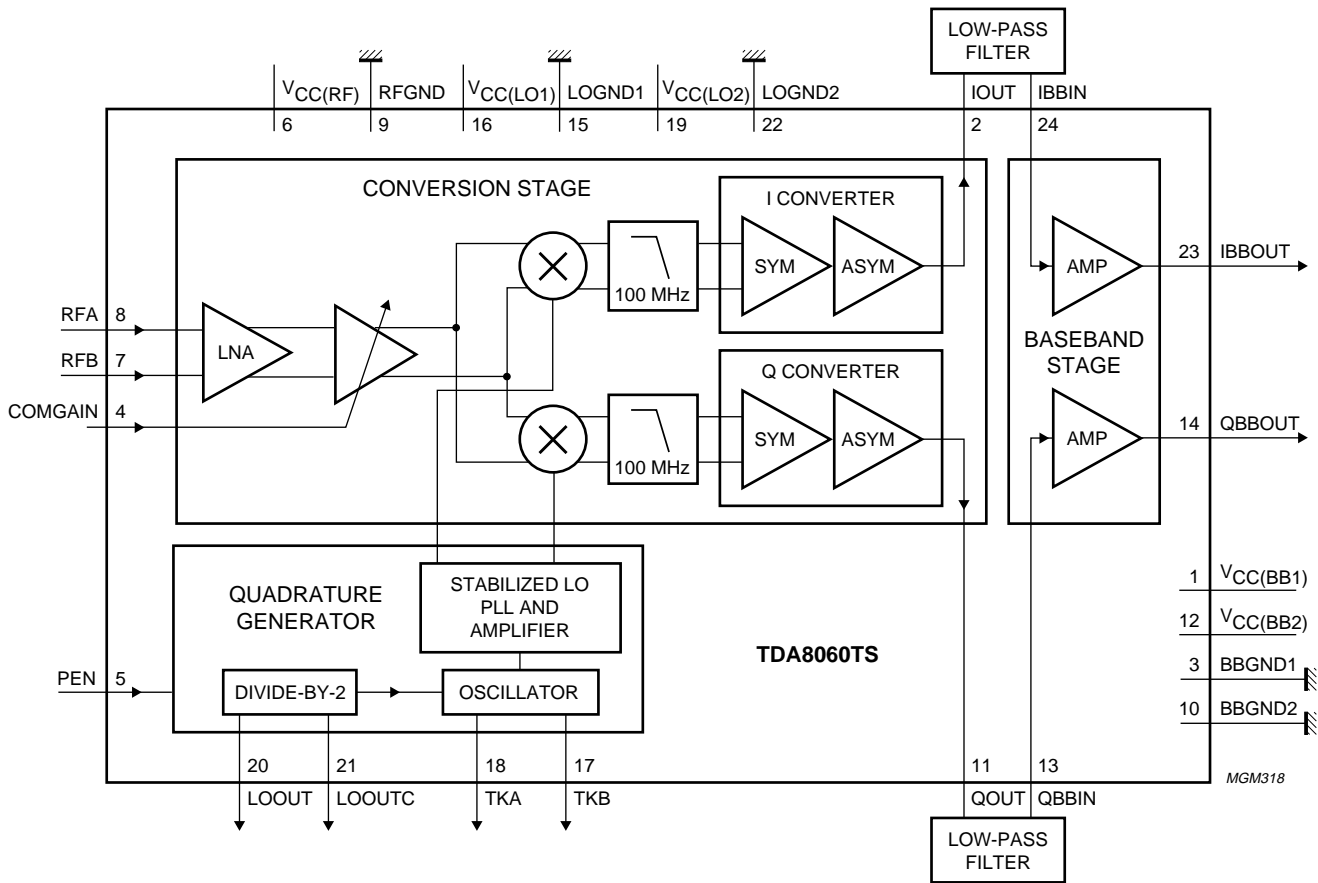 LOW-PASS
FILTER
VCC(RF)
RFGND
VCC(LO1)
LOGND1
VCC(LO2)
LOGND2
IOUT
IBBIN
6
9
16
15
19
22
2
24
CONVERSION STAGE
I CONVERTER
SYM
ASYM
100 MHz
AMP
23
IBBOUT
RFA
8
LNA
RFB
7
COMGAIN
4
BASEBAND
STAGE
Q CONVERTER
SYM
ASYM
100 MHz
AMP
14
QBBOUT
QUADRATURE
GENERATOR
STABILIZED LO
PLL AND
AMPLIFIER
TDA8060TS
1
VCC(BB1)
12
VCC(BB2)
3
BBGND1
10
BBGND2
PEN
5
DIVIDE-BY-2
OSCILLATOR
20
21
18
17
11
13
LOOUT
LOOUTC
TKA
TKB
QOUT
QBBIN
MGM318
LOW-PASS
FILTER